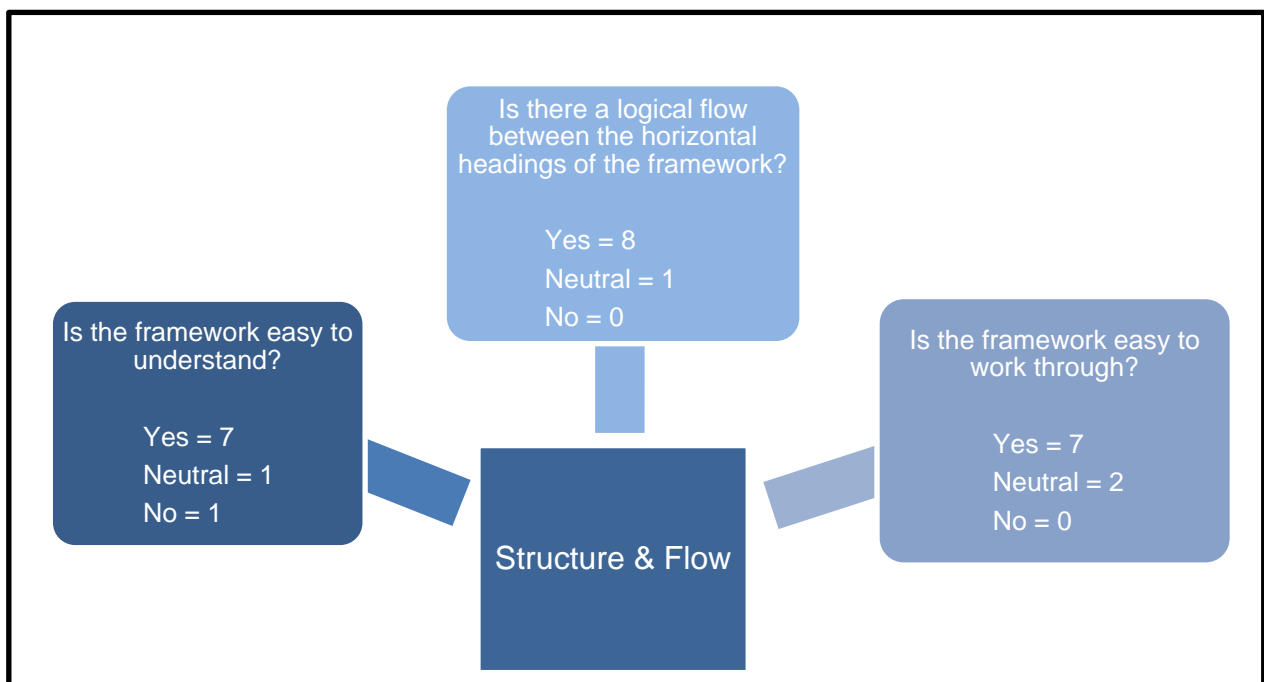 Is there a logical flow
between the horizontal
headings of the framework?
Yes = 8
Neutral = 1
No = 0
Is the framework easy to
understand?
Yes = 7
Neutral = 1
No = 1
Is the framework easy to
work through?
Yes = 7
Neutral = 2
No = 0
Structure & Flow